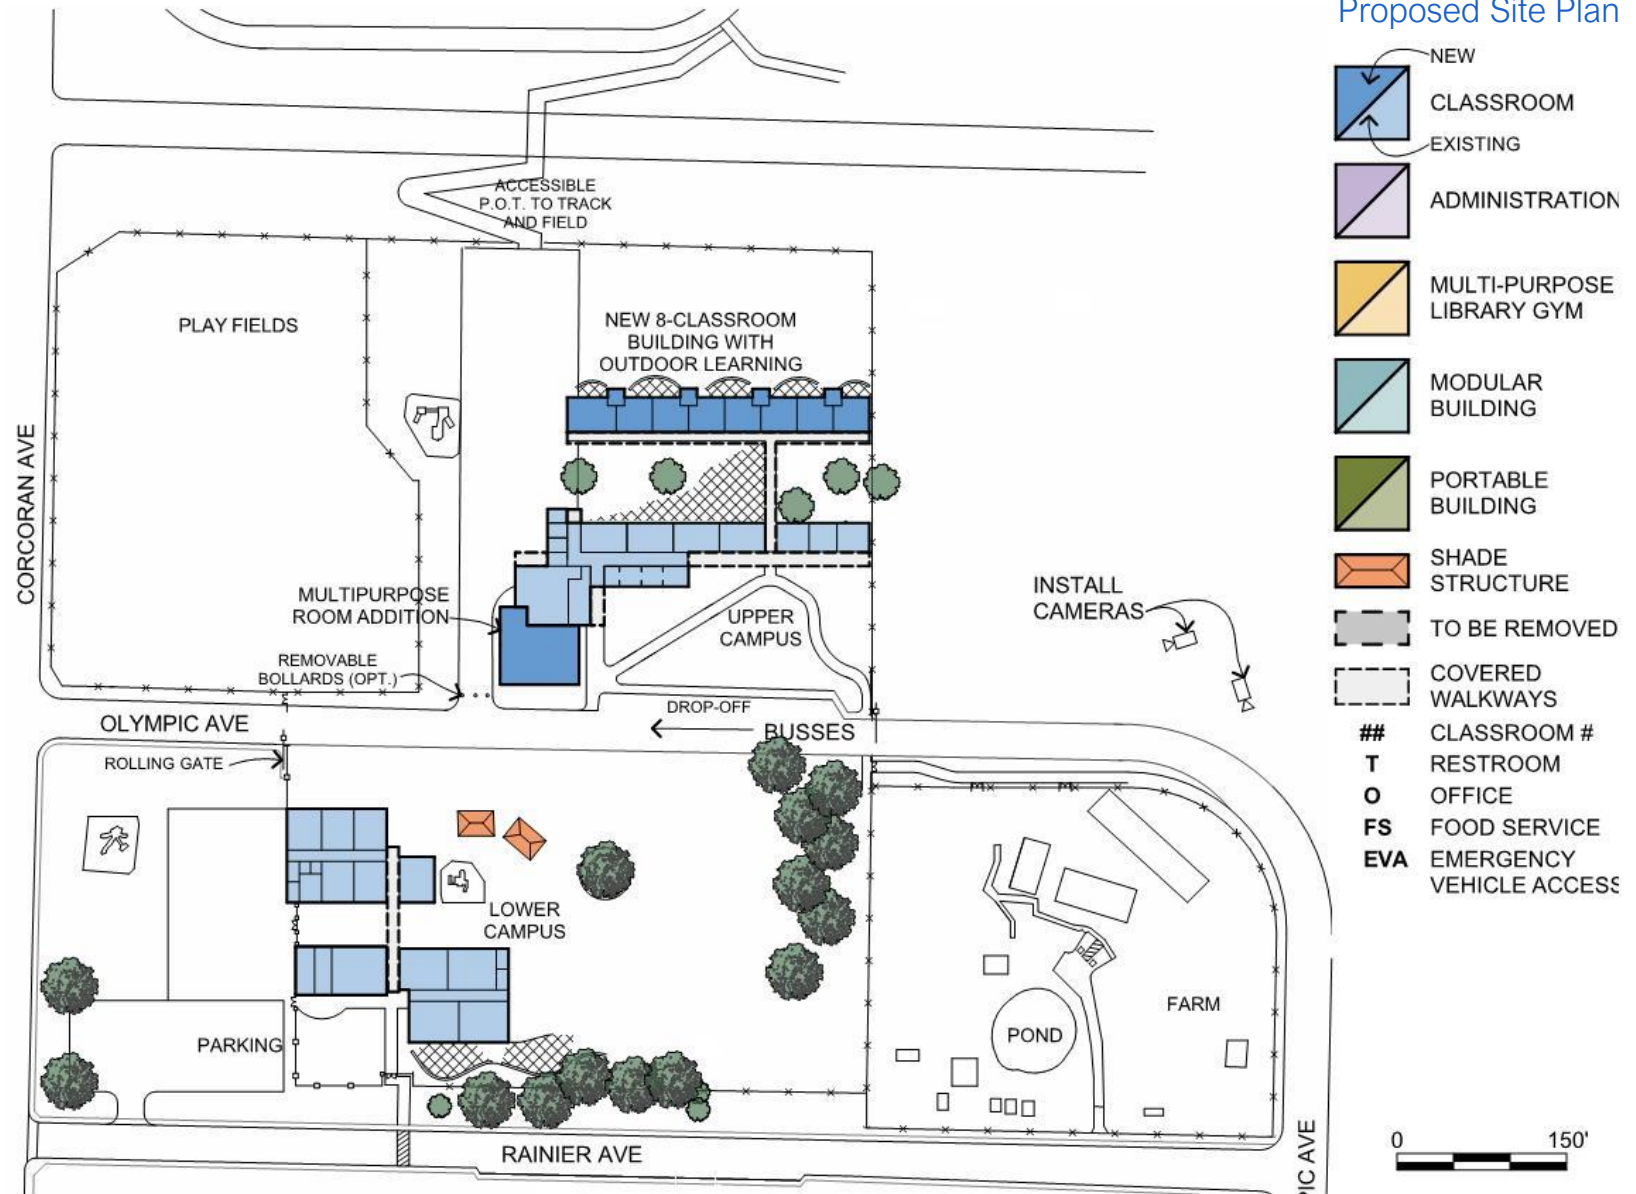 Proposed Site Plan
NEW
CLASSROOM
EXISTING
ADMINISTRATION
MULTI-PURPOSE
LIBRARY GYM
MODULAR
BUILDING
PORTABLE
BUILDING
SHADE
STRUCTURE
TO BE REMOVED
COVERED
WALKWAYS
## CLASSROOM #
T RESTROOM
O OFFICE
FS FOOD SERVICE
EVA EMERGENCY
VEHICLE ACCESS
0 150'
ACCESSIBLE
P.O.T. TO TRACK
AND FIELD
PLAY FIELDS
NEW 8-CLASSROOM
BUILDING WITH
OUTDOOR LEARNING
CORCORAN AVE
MULTIPURPOSE
ROOM ADDITION
UPPER
CAMPUS
INSTALL
CAMERAS
REMOVABLE
BOLLARDS (OPT.)
DROP-OFF
OLYMPIC AVE
BUSSES
ROLLING GATE
LOWER
CAMPUS
FARM
POND
PARKING
RAINIER AVE
PIC AVE